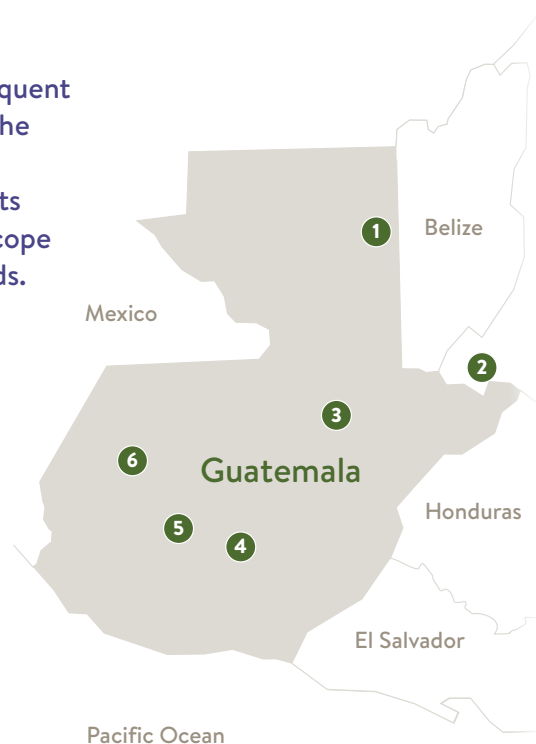 quent
he
ts
cope
ds.
1
Belize
Mexico
2
3
6
Guatemala
Honduras
5
4
El Salvador
Pacific Ocean